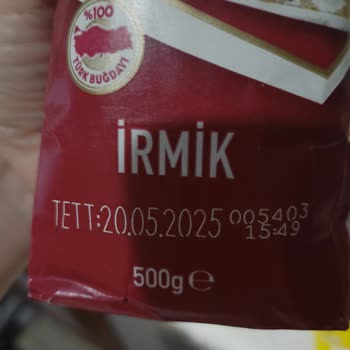 %100
TÜRK BUĞDAYI
İRMİK
TETT:20.05.2025 005403
15:49
500g ℮